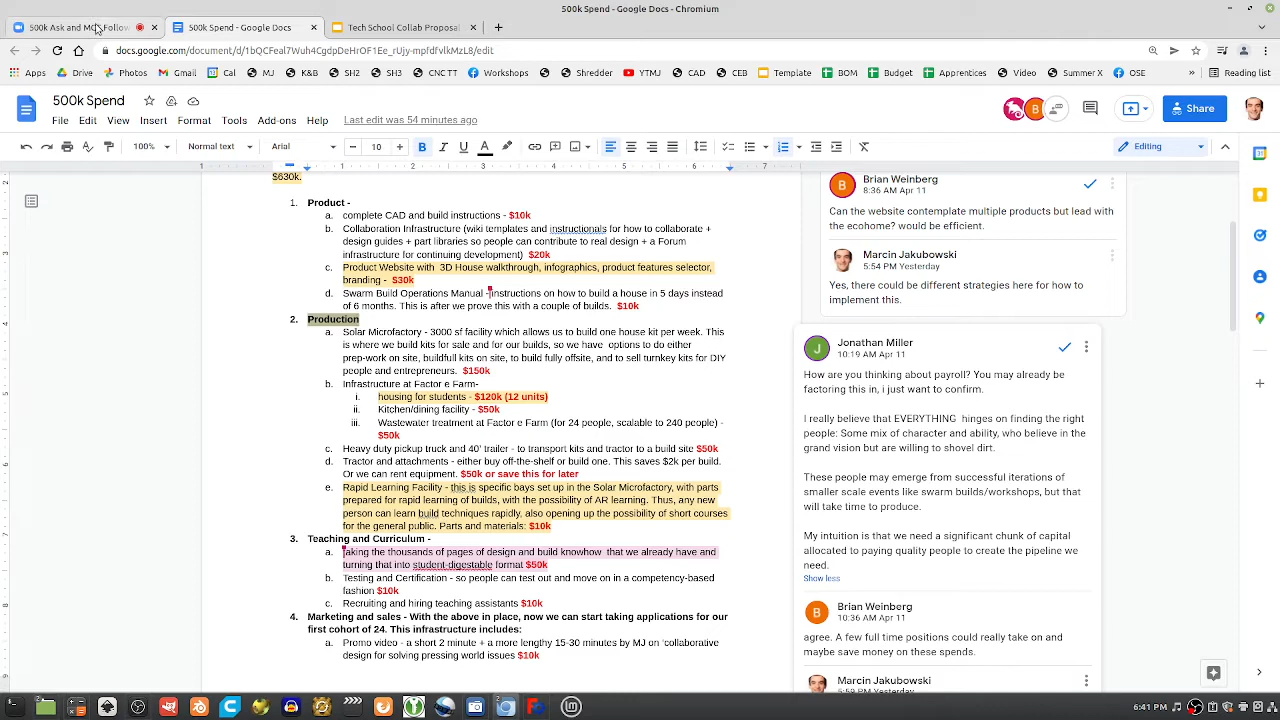 500k Spend - Google Docs - Chromium
500k Ask and MC Follow
500k Spend - Google Docs
Tech School Collab Proposal
docs.google.com/document/d/1bQCFeal7Wuh4CgdpDeHrOF1Ee_rUjy-mpfdfvlkMzL8/edit
Apps Drive Photos Gmail Cal MJ K&B SH2 SH3 CNC TT Workshops Shredder YTMJ CAD CEB Template BOM Budget Apprentices Video Summer X OSE » Reading list
500k Spend
File Edit View Insert Format Tools Add-ons Help Last edit was 54 minutes ago
B
Share
100% Normal text Arial 10 B I U A Editing
1 1 2 3 4 5 6 7
$630k.
1. Product -
a. complete CAD and build instructions - $10k
b. Collaboration Infrastructure (wiki templates and instructionals for how to collaborate +
design guides + part libraries so people can contribute to real design + a Forum
infrastructure for continuing development) $20k
c. Product Website with 3D House walkthrough, infographics, product features selector,
branding - $30k
d. Swarm Build Operations Manual - instructions on how to build a house in 5 days instead
of 6 months. This is after we prove this with a couple of builds. $10k
2. Production
a. Solar Microfactory - 3000 sf facility which allows us to build one house kit per week. This
is where we build kits for sale and for our builds, so we have options to do either
prep-work on site, buildfull kits on site, to build fully offsite, and to sell turnkey kits for DIY
people and entrepreneurs. $150k
b. Infrastructure at Factor e Farm-
i. housing for students - $120k (12 units)
ii. Kitchen/dining facility - $50k
iii. Wastewater treatment at Factor e Farm (for 24 people, scalable to 240 people) -
$50k
c. Heavy duty pickup truck and 40' trailer - to transport kits and tractor to a build site $50k
d. Tractor and attachments - either buy off-the-shelf or build one. This saves $2k per build.
Or we can rent equipment. $50k or save this for later
e. Rapid Learning Facility - this is specific bays set up in the Solar Microfactory, with parts
prepared for rapid learning of builds, with the possibility of AR learning. Thus, any new
person can learn build techniques rapidly, also opening up the possibility of short courses
for the general public. Parts and materials: $10k
3. Teaching and Curriculum -
a. Taking the thousands of pages of design and build knowhow that we already have and
turning that into student-digestable format $50k
b. Testing and Certification - so people can test out and move on in a competency-based
fashion $10k
c. Recruiting and hiring teaching assistants $10k
4. Marketing and sales - With the above in place, now we can start taking applications for our
first cohort of 24. This infrastructure includes:
a. Promo video - a short 2 minute + a more lengthy 15-30 minutes by MJ on 'collaborative
design for solving pressing world issues $10k
B
Brian Weinberg
8:36 AM Apr 11
Can the website contemplate multiple products but lead with
the ecohome? would be efficient.
Marcin Jakubowski
5:54 PM Yesterday
Yes, there could be different strategies here for how to
implement this.
J
Jonathan Miller
10:19 AM Apr 11
How are you thinking about payroll? You may already be
factoring this in, i just want to confirm.
I really believe that EVERYTHING hinges on finding the right
people: Some mix of character and ability, who believe in the
grand vision but are willing to shovel dirt.
These people may emerge from successful iterations of
smaller scale events like swarm builds/workshops, but that
will take time to produce.
My intuition is that we need a significant chunk of capital
allocated to paying quality people to create the pipeline we
need.
Show less
B
Brian Weinberg
10:36 AM Apr 11
agree. A few full time positions could really take on and
maybe save money on these spends.
Marcin Jakubowski
5:59 PM Yesterday
6:41 PM